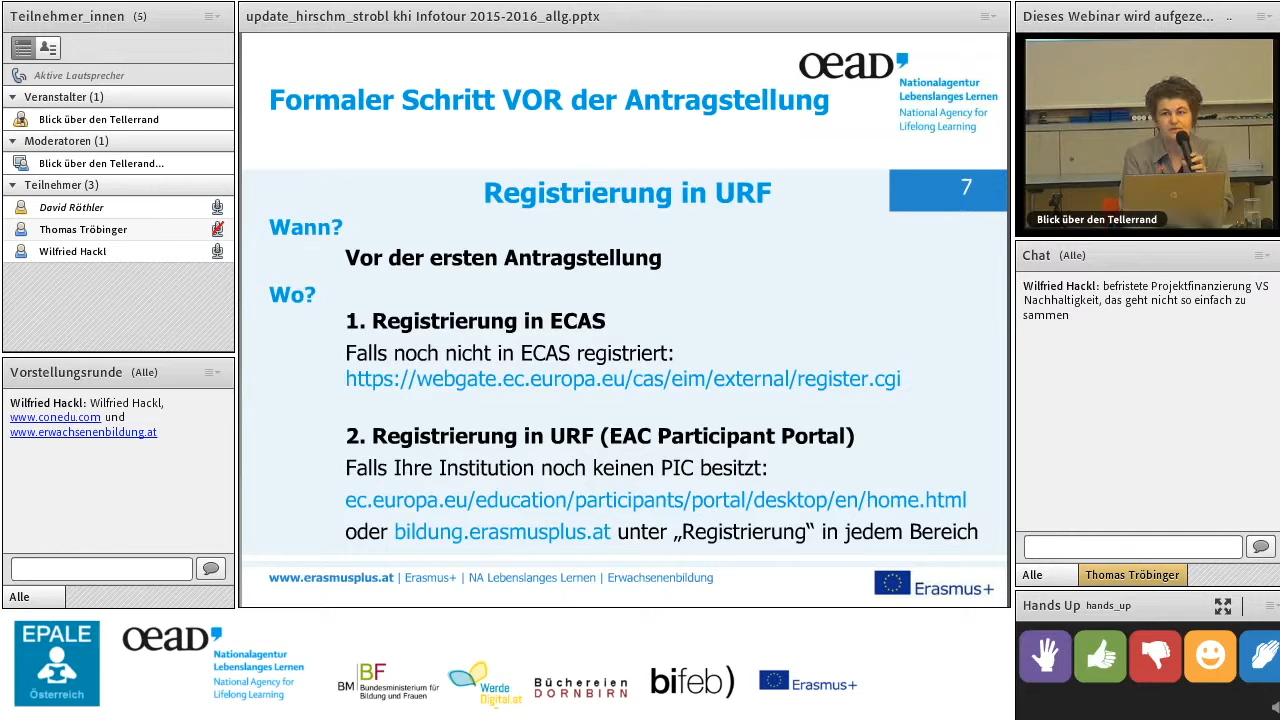 Teilnehmer_innen (5)
Aktive Lautsprecher
Veranstalter (1)
Blick über den Tellerrand
Moderatoren (1)
Blick über den Tellerand...
Teilnehmer (3)
David Röthler
Thomas Tröbinger
Wilfried Hackl
Vorstellungsrunde (Alle)
Wilfried Hackl: Wilfried Hackl,
www.conedu.com und
www.erwachsenenbildung.at
Alle
update_hirschm_strobl khi Infotour 2015-2016_allg.pptx
OeAD
Nationalagentur
Lebenslanges Lernen
National Agency for
Lifelong Learning
Formaler Schritt VOR der Antragstellung
Registrierung in URF
7
Wann?
Vor der ersten Antragstellung
Wo?
1. Registrierung in ECAS
Falls noch nicht in ECAS registriert:
https://webgate.ec.europa.eu/cas/eim/external/register.cgi
2. Registrierung in URF (EAC Participant Portal)
Falls Ihre Institution noch keinen PIC besitzt:
ec.europa.eu/education/participants/portal/desktop/en/home.html
oder bildung.erasmusplus.at unter „Registrierung“ in jedem Bereich
www.erasmusplus.at | Erasmus+ | NA Lebenslanges Lernen | Erwachsenenbildung
Erasmus+
Dieses Webinar wird aufgeze... ..
Blick über den Tellerrand
Chat (Alle)
Wilfried Hackl: befristete Projektfinanzierung VS
Nachhaltigkeit, das geht nicht so einfach zu
sammen
Alle
Thomas Tröbinger
Hands Up hands_up
EPALE
Österreich
OeAD
Nationalagentur
Lebenslanges Lernen
National Agency for
Lifelong Learning
BM BF
Bundesministerium für
Bildung und Frauen
Werde
Digital.at
Büchereien
DORNBIRN
bifeb)
Erasmus+